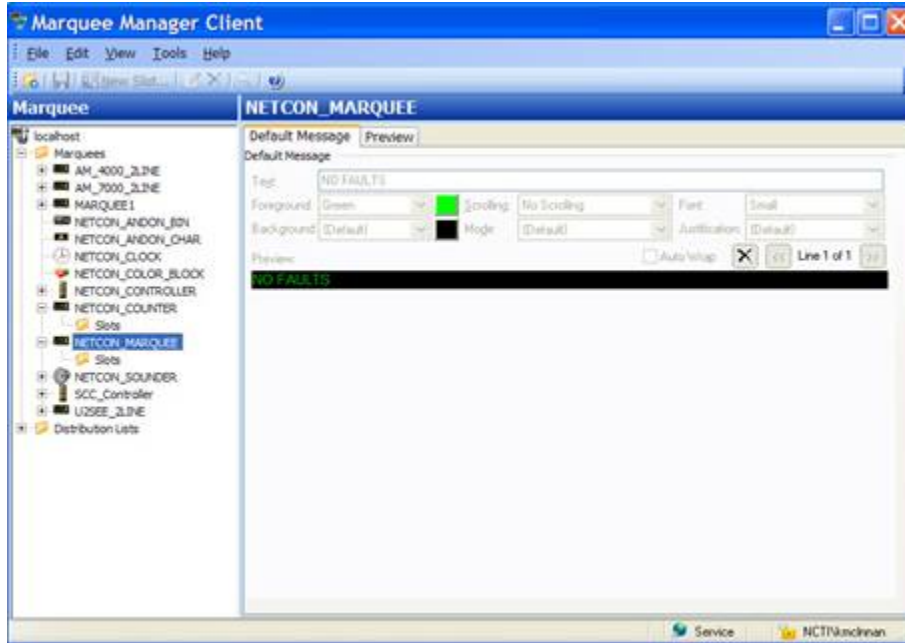 Marquee Manager Client
File Edit View Tools Help
New Slot...
Marquee
NETCON_MARQUEE
localhost
Marquees
AM_4000_2LINE
AM_7000_2LINE
MARQUEE1
NETCON_ANDON_BIN
NETCON_ANDON_CHAR
NETCON_CLOCK
NETCON_COLOR_BLOCK
NETCON_CONTROLLER
NETCON_COUNTER
Slots
NETCON_MARQUEE
Slots
NETCON_SOUNDER
SCC_Controller
U2SEE_2LINE
Distribution Lists
Default Message Preview
Default Message
Text: NO FAULTS
Foreground: Green Scrolling: No Scrolling Font: Small
Background: (Default) Mode: (Default) Justification: (Default)
Preview: Auto Wrap << Line 1 of 1 >>
NO FAULTS
Service